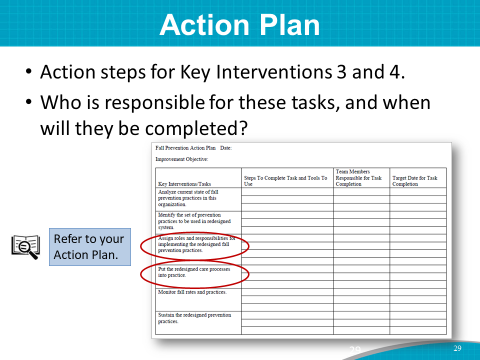 Action Plan
• Action steps for Key Interventions 3 and 4.
• Who is responsible for these tasks, and when
will they be completed?
Fall Prevention Action Plan Date:
Improvement Objective:
Key Interventions/Tasks
Steps To Complete Task and Tools To
Use
Team Members
Responsible for Task
Completion
Target Date for Task
Completion
Analyze current state of fall
prevention practices in this
organization.
Identify the set of prevention
practices to be used in redesigned
system.
Assign roles and responsibilities for
implementing the redesigned fall
prevention practices.
Put the redesigned care processes
into practice.
Monitor fall rates and practices.
Sustain the redesigned prevention
practices.
Refer to your
Action Plan.
29